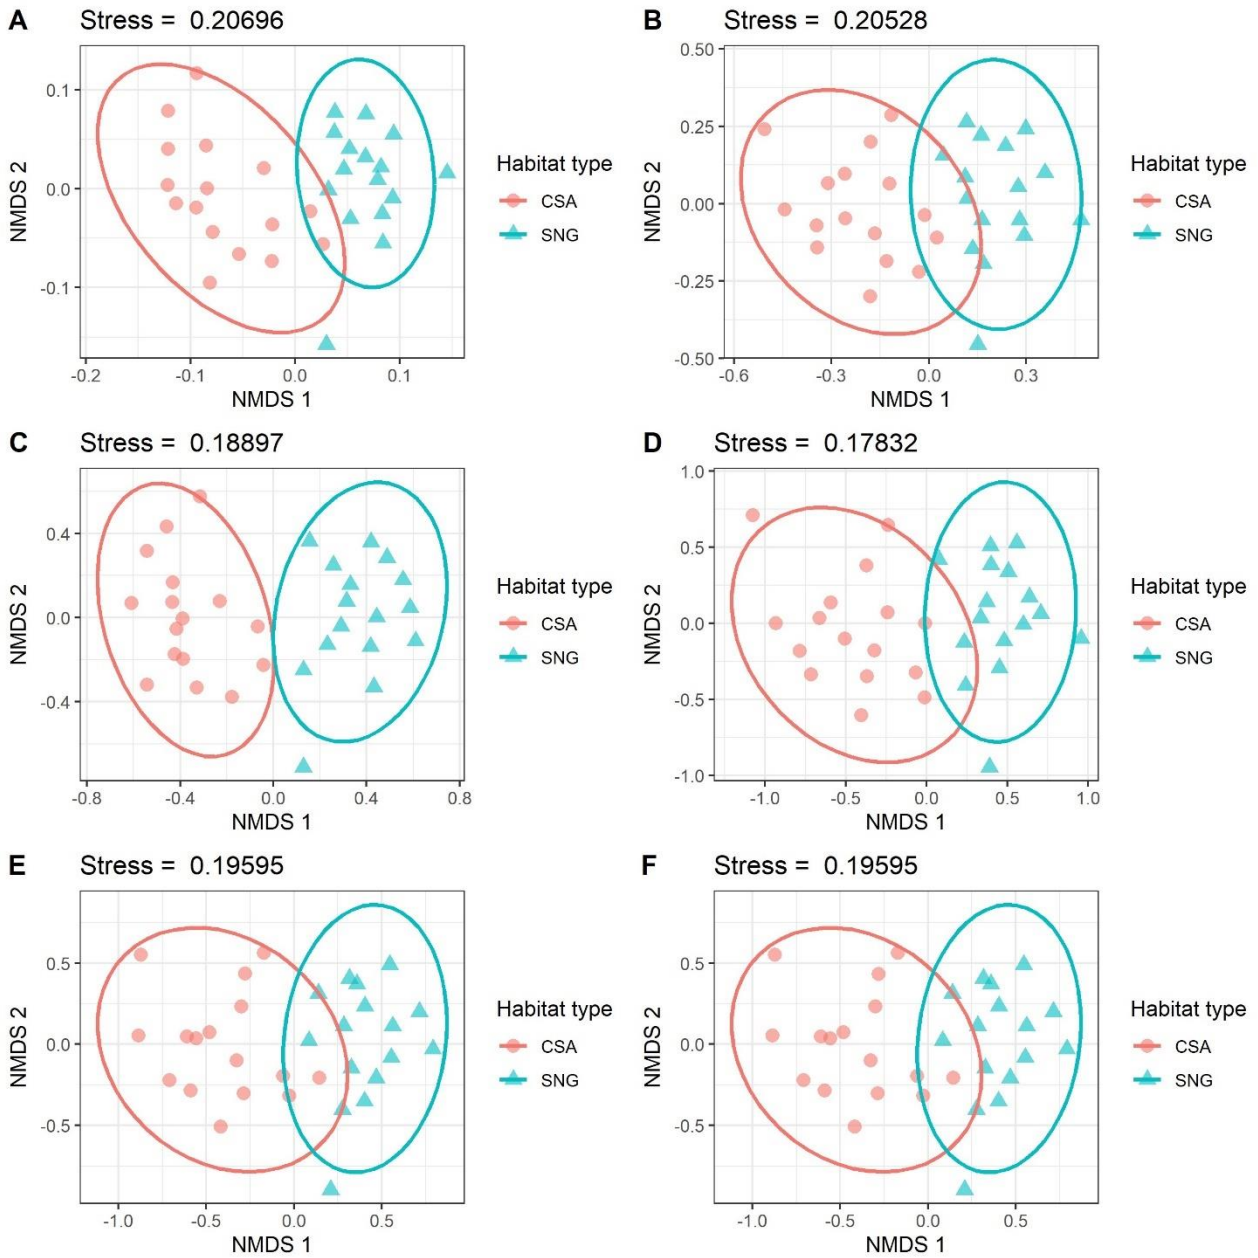 A Stress = 0.20696
NMDS 2
0.1
0.0
-0.1
-0.2 -0.1 0.0 0.1
NMDS 1
Habitat type
CSA
SNG
B Stress = 0.20528
NMDS 2
0.50
0.25
0.00
-0.25
-0.50
-0.6 -0.3 0.0 0.3
NMDS 1
Habitat type
CSA
SNG
C Stress = 0.18897
NMDS 2
0.4
0.0
-0.4
-0.8 -0.4 0.0 0.4 0.8
NMDS 1
Habitat type
CSA
SNG
D Stress = 0.17832
NMDS 2
1.0
0.5
0.0
-0.5
-1.0
-1.0 -0.5 0.0 0.5 1.0
NMDS 1
Habitat type
CSA
SNG
E Stress = 0.19595
NMDS 2
0.5
0.0
-0.5
-1.0 -0.5 0.0 0.5
NMDS 1
Habitat type
CSA
SNG
F Stress = 0.19595
NMDS 2
0.5
0.0
-0.5
-1.0 -0.5 0.0 0.5
NMDS 1
Habitat type
CSA
SNG